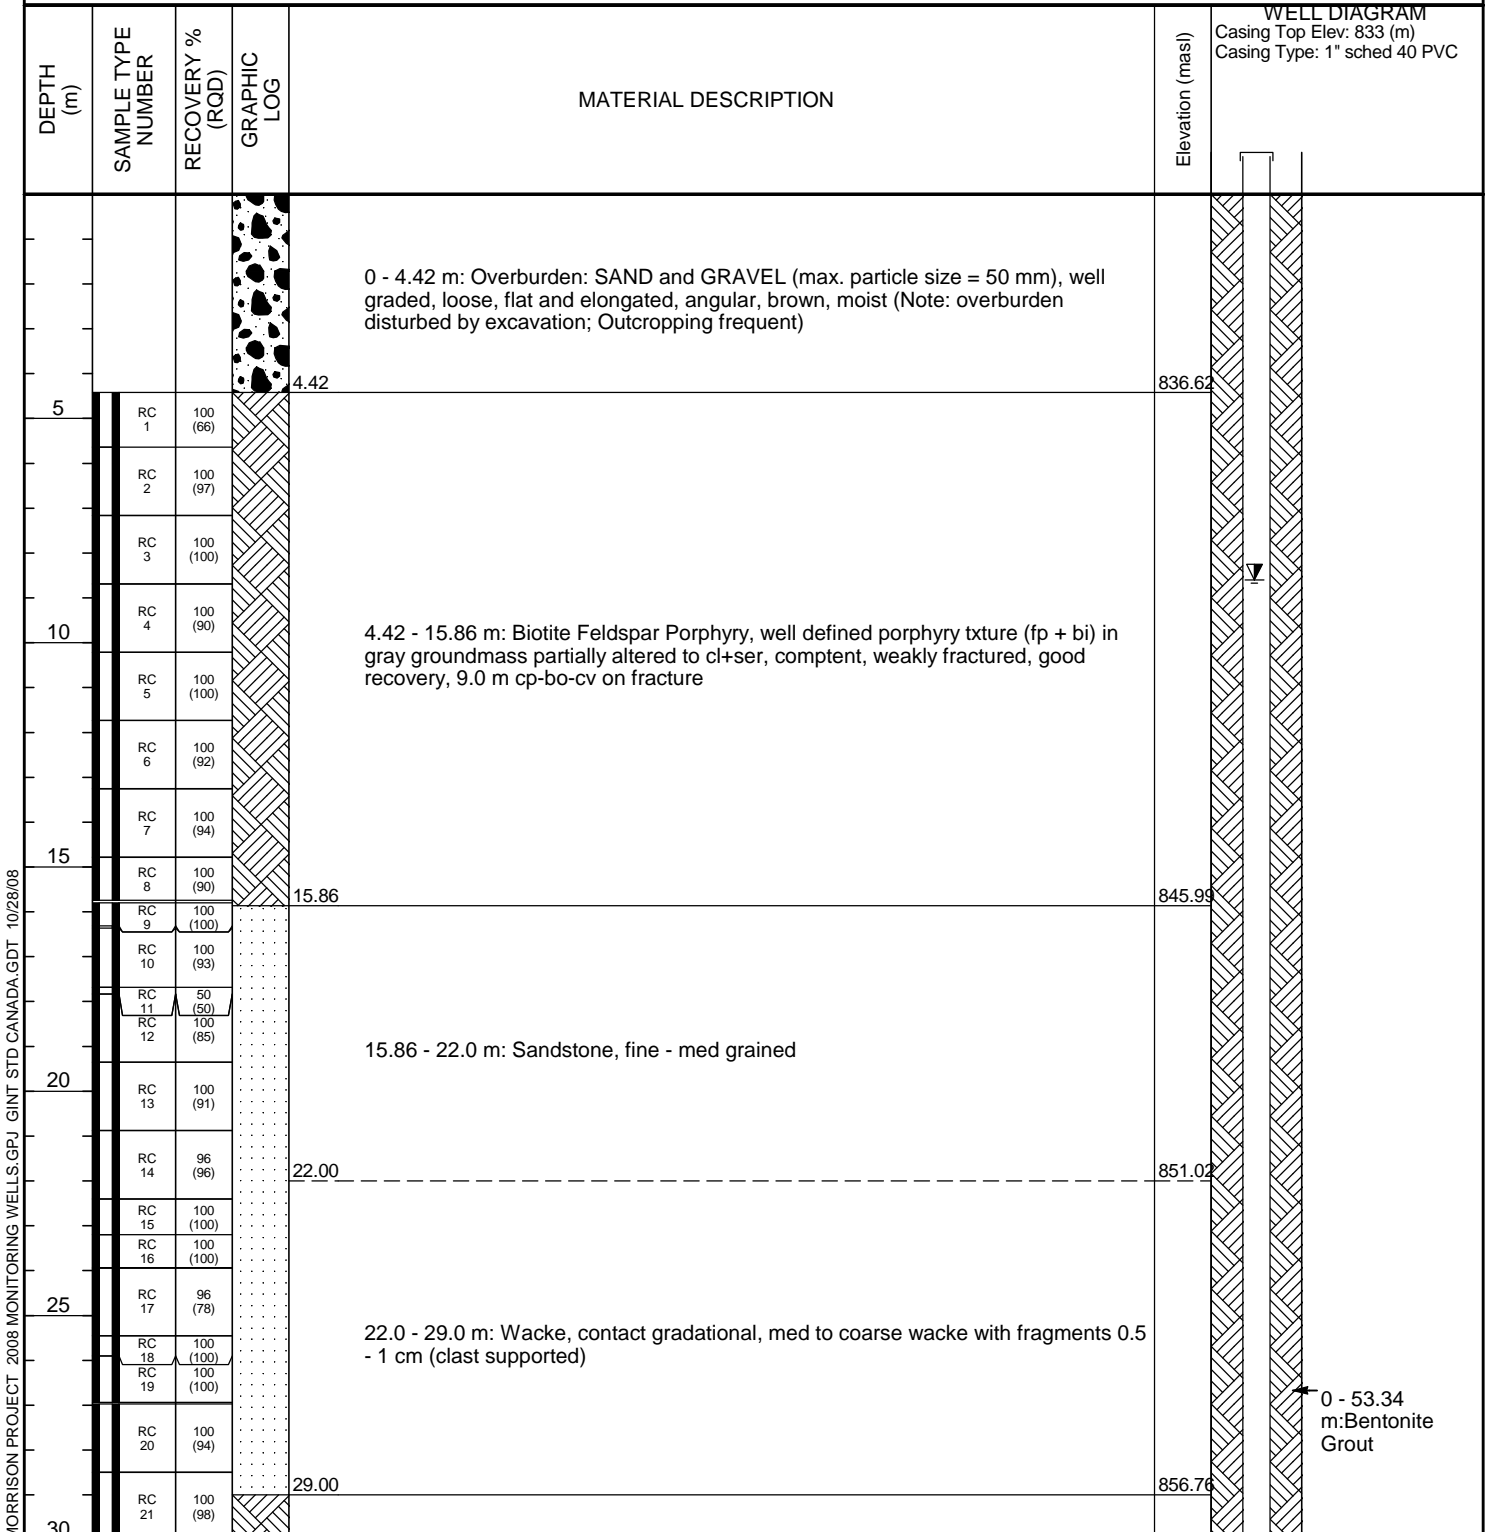 WELL DIAGRAM
Casing Top Elev: 833 (m)
Casing Type: 1" sched 40 PVC
DEPTH
(m)
SAMPLE TYPE
NUMBER
RECOVERY %
(RQD)
GRAPHIC
LOG
MATERIAL DESCRIPTION
Elevation (masl)
0 - 4.42 m: Overburden: SAND and GRAVEL (max. particle size = 50 mm), well
graded, loose, flat and elongated, angular, brown, moist (Note: overburden
disturbed by excavation; Outcropping frequent)
4.42
836.62
5
RC
1
100
(66)
RC
2
100
(97)
RC
3
100
(100)
RC
4
100
(90)
10
4.42 - 15.86 m: Biotite Feldspar Porphyry, well defined porphyry txture (fp + bi) in
gray groundmass partially altered to cl+ser, comptent, weakly fractured, good
recovery, 9.0 m cp-bo-cv on fracture
RC
5
100
(100)
RC
6
100
(92)
RC
7
100
(94)
15
RC
8
100
(90)
15.86
845.99
RC
9
100
(100)
RC
10
100
(93)
RC
11
50
(50)
RC
12
100
(85)
15.86 - 22.0 m: Sandstone, fine - med grained
20
RC
13
100
(91)
RC
14
96
(96)
22.00
851.02
RC
15
100
(100)
RC
16
100
(100)
RC
17
96
(78)
25
22.0 - 29.0 m: Wacke, contact gradational, med to coarse wacke with fragments 0.5
- 1 cm (clast supported)
RC
18
100
(100)
RC
19
100
(100)
0 - 53.34
m:Bentonite
Grout
RC
20
100
(94)
29.00
856.76
RC
21
100
(98)
30
MORRISON PROJECT 2008 MONITORING WELLS.GPJ GINT STD CANADA.GDT 10/28/08